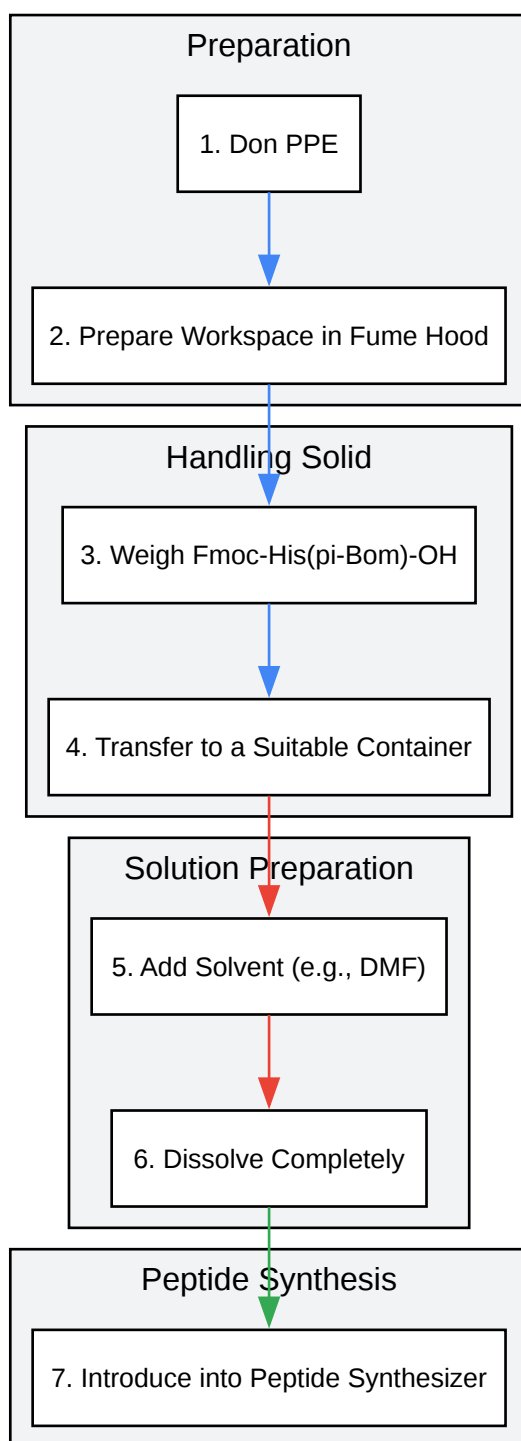 Preparation
1. Don PPE
2. Prepare Workspace in Fume Hood
Handling Solid
3. Weigh Fmoc-His(pi-Bom)-OH
4. Transfer to a Suitable Container
Solution Preparation
5. Add Solvent (e.g., DMF)
6. Dissolve Completely
Peptide Synthesis
7. Introduce into Peptide Synthesizer